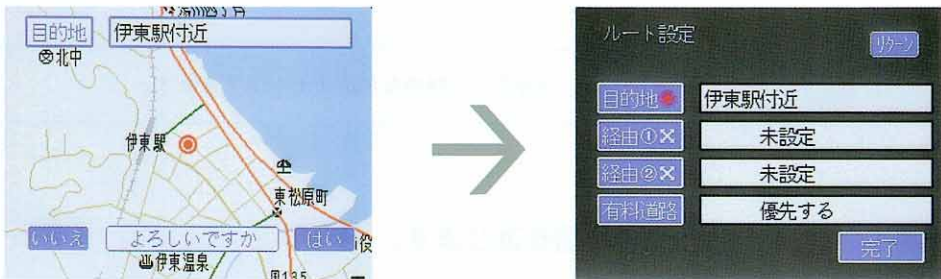 目的地 伊東駅付近
北中
伊東駅
東松原町
いいえ よろしいですか はい
伊東温泉
135
ルート設定
リターン
目的地 伊東駅付近
経由① 未設定
経由② 未設定
有料道路 優先する
完了